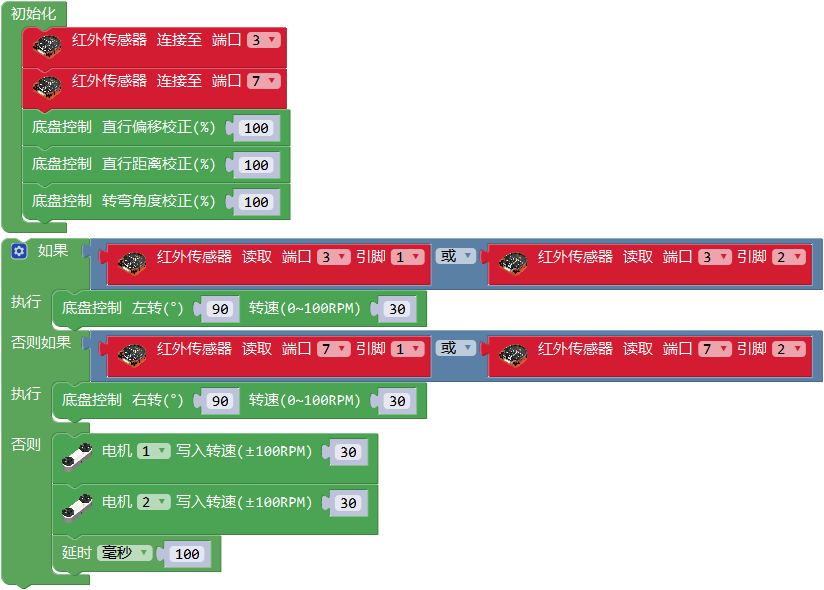 初始化
红外传感器 连接至 端口 3
红外传感器 连接至 端口 7
底盘控制 直行偏移校正(%) 100
底盘控制 直行距离校正(%) 100
底盘控制 转弯角度校正(%) 100
如果 红外传感器 读取 端口 3 引脚 1 或 红外传感器 读取 端口 3 引脚 2
执行 底盘控制 左转(°) 90 转速(0~100RPM) 30
否则如果 红外传感器 读取 端口 7 引脚 1 或 红外传感器 读取 端口 7 引脚 2
执行 底盘控制 右转(°) 90 转速(0~100RPM) 30
否则 电机 1 写入转速(±100RPM) 30
电机 2 写入转速(±100RPM) 30
延时 毫秒 100